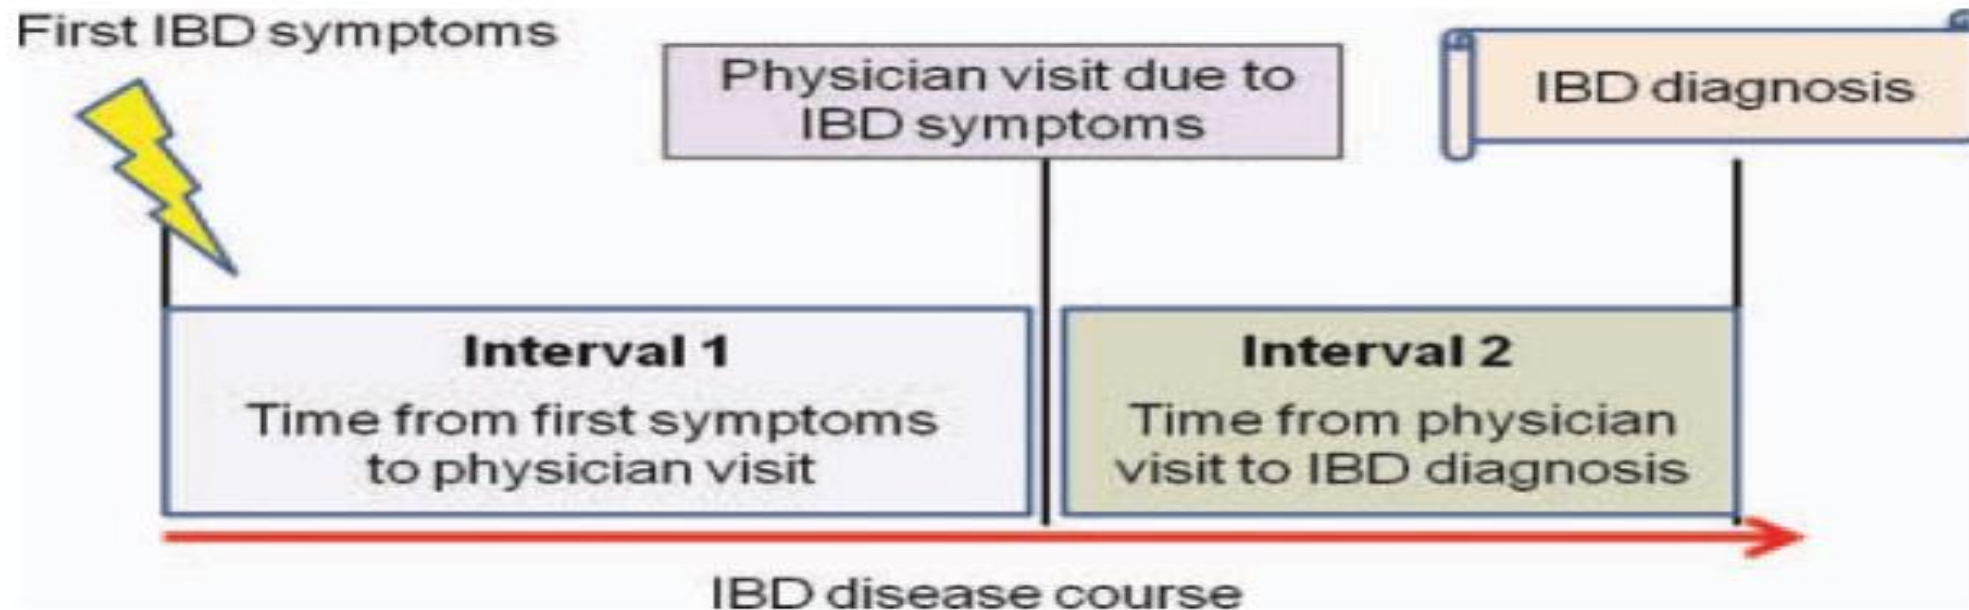 First IBD symptoms
Physician visit due to
IBD symptoms
IBD diagnosis
Interval 1
Time from first symptoms
to physician visit
Interval 2
Time from physician
visit to IBD diagnosis
IBD disease course